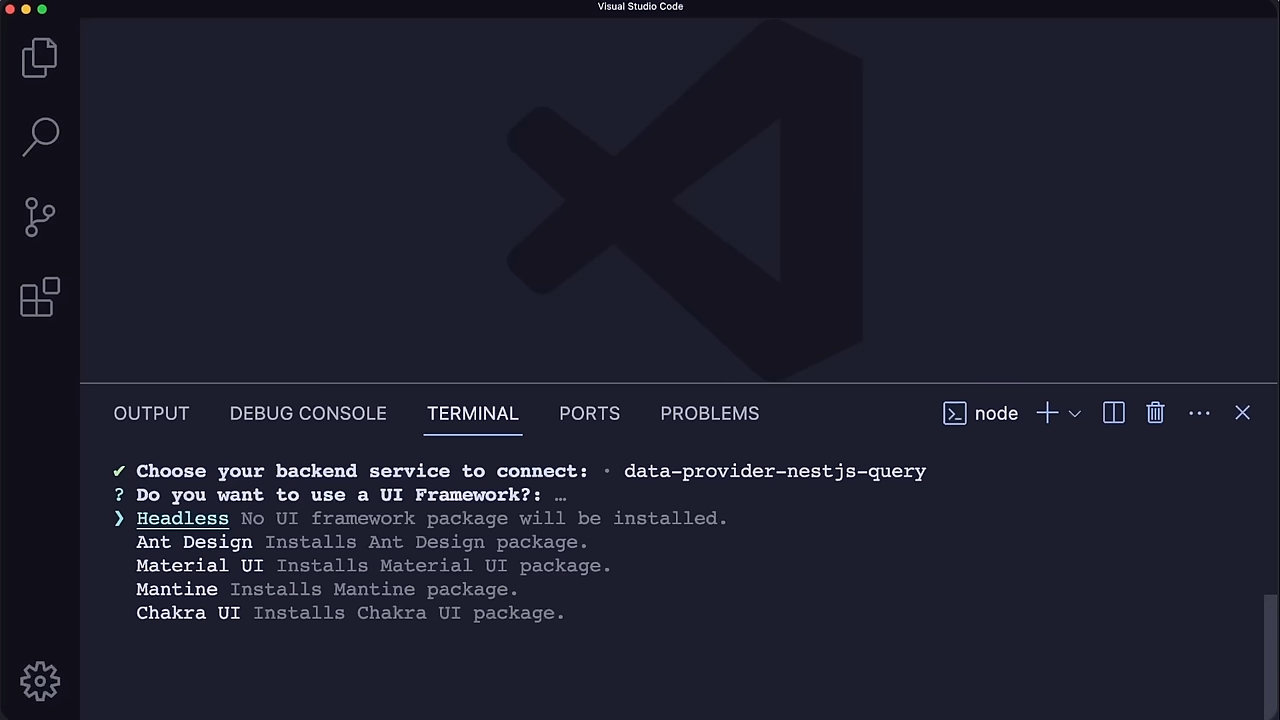 Visual Studio Code
OUTPUT DEBUG CONSOLE TERMINAL PORTS PROBLEMS node
✔ Choose your backend service to connect: · data-provider-nestjs-query
? Do you want to use a UI Framework?: …
❯ Headless No UI framework package will be installed.
Ant Design Installs Ant Design package.
Material UI Installs Material UI package.
Mantine Installs Mantine package.
Chakra UI Installs Chakra UI package.